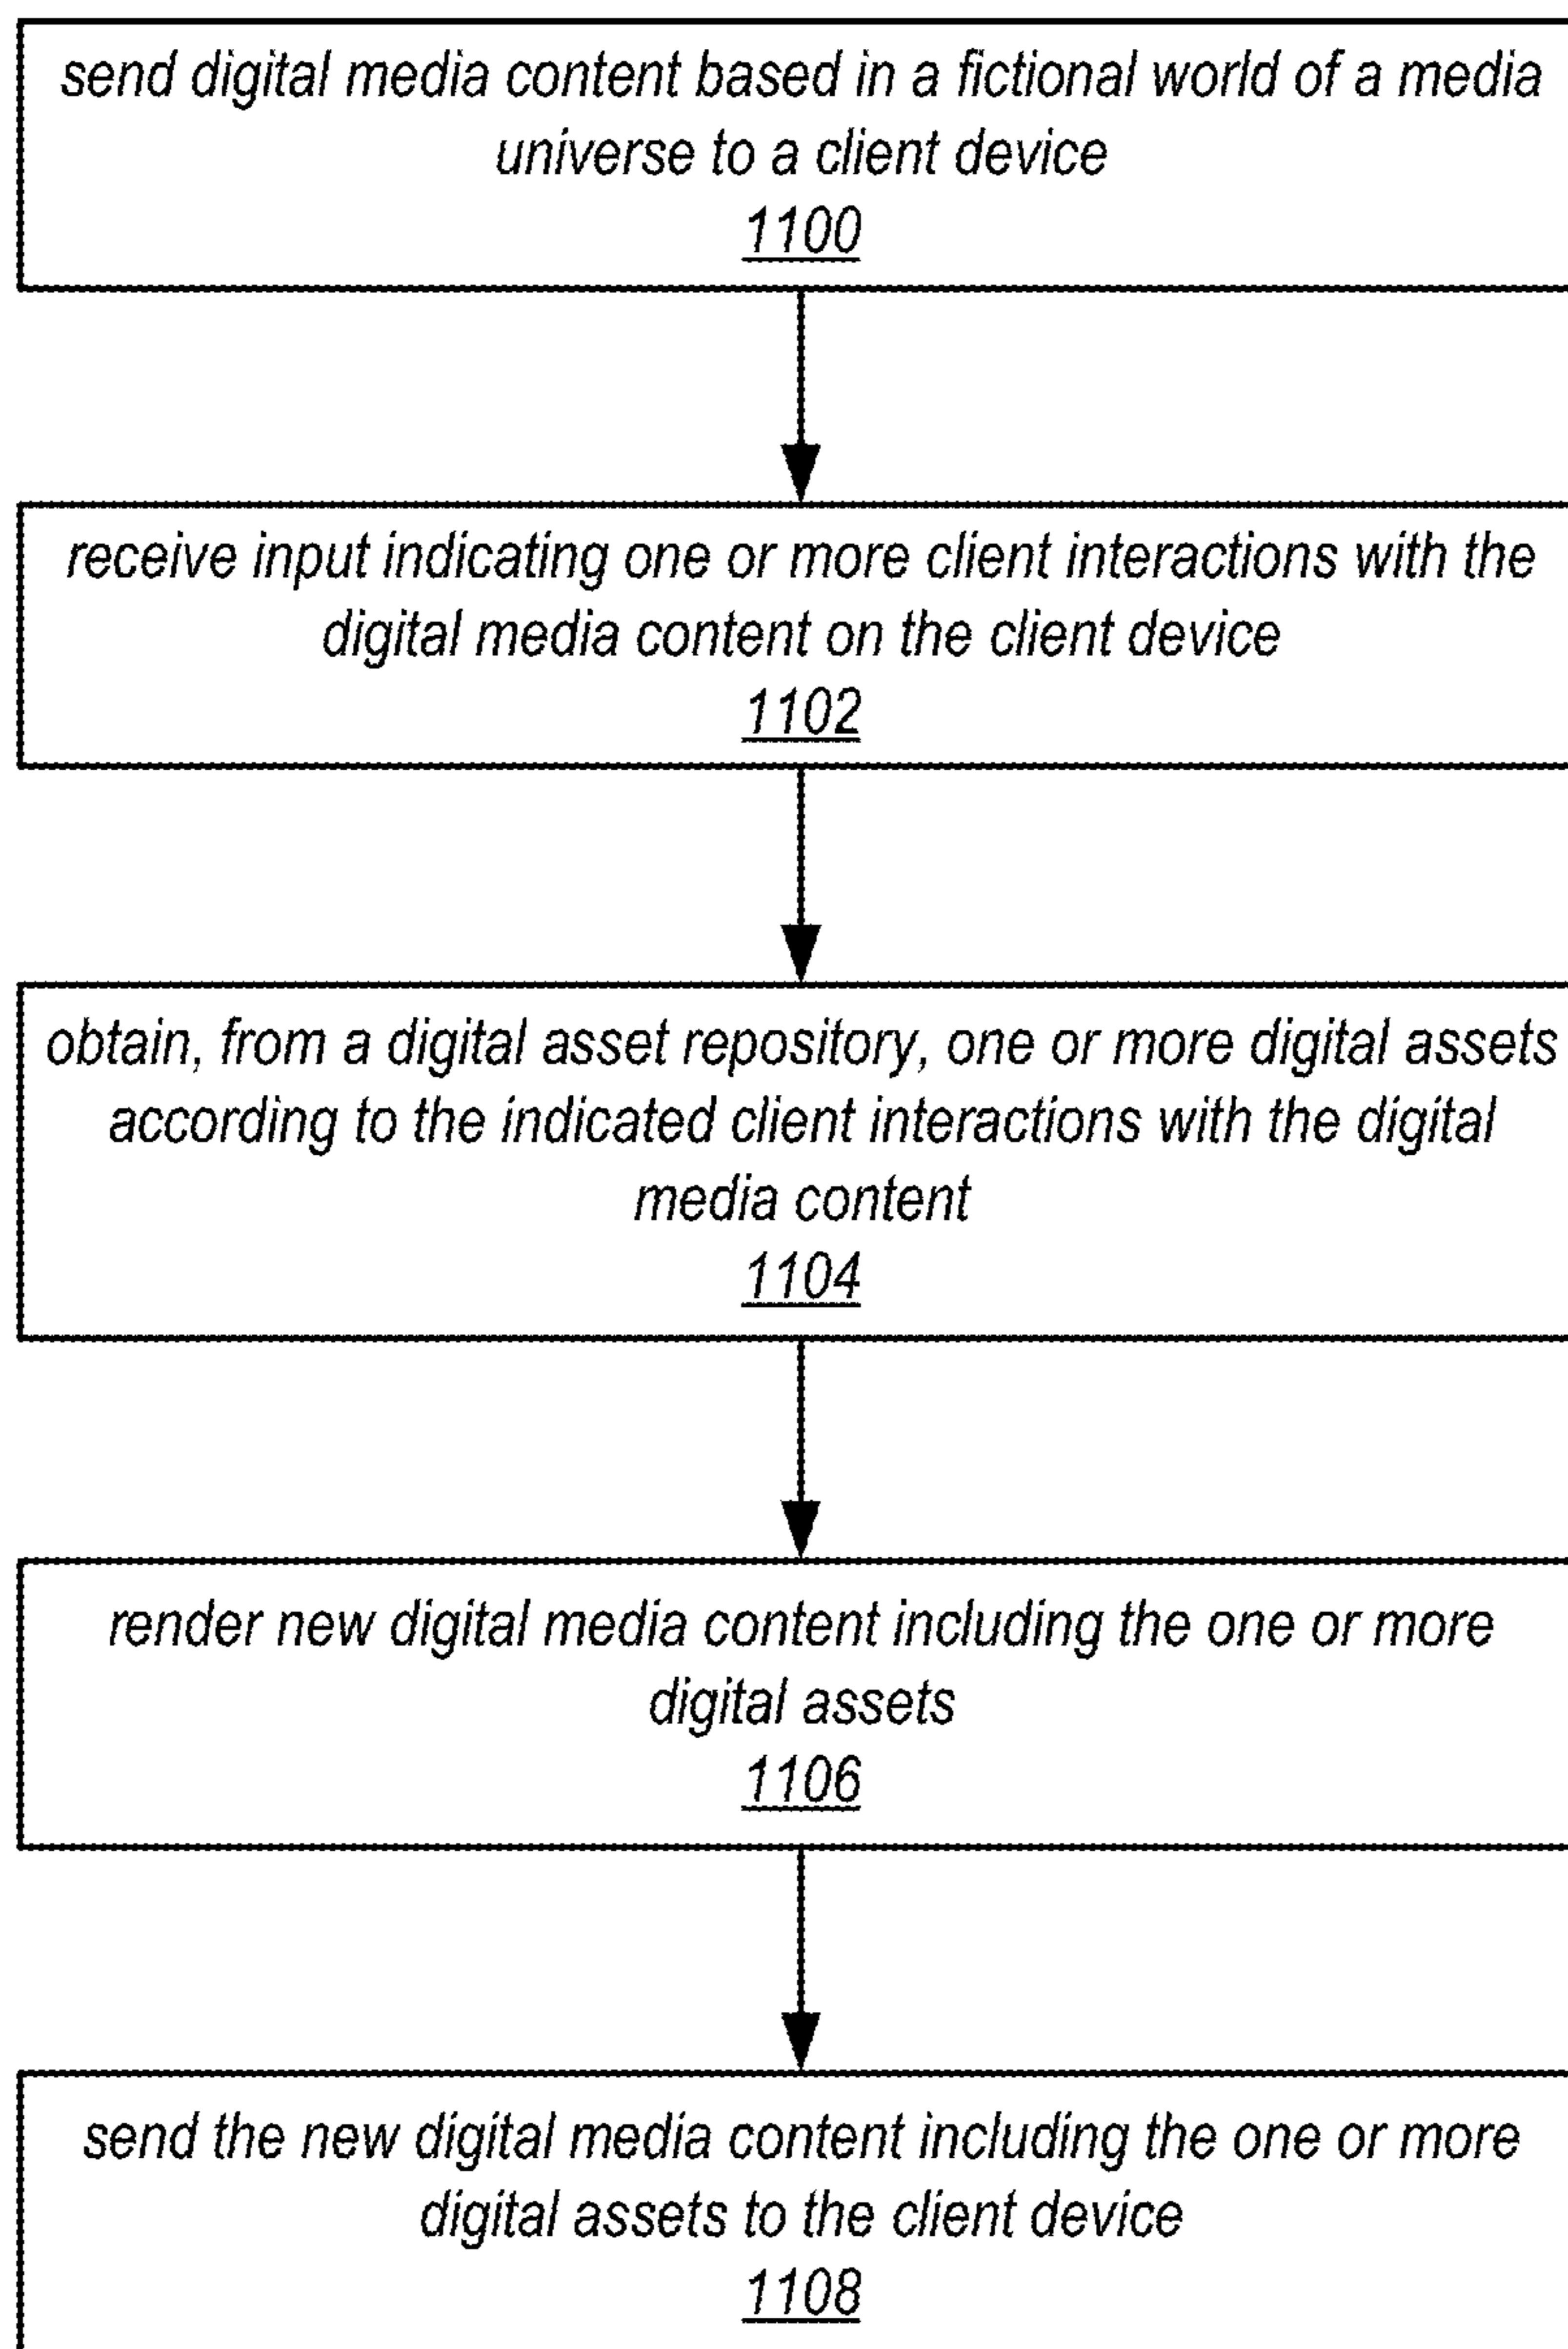 send digital media content based in a fictional world of a media
universe to a client device
1100
receive input indicating one or more client interactions with the
digital media content on the client device
1102
obtain, from a digital asset repository, one or more digital assets
according to the indicated client interactions with the digital
media content
1104
render new digital media content including the one or more
digital assets
1106
send the new digital media content including the one or more
digital assets to the client device
1108